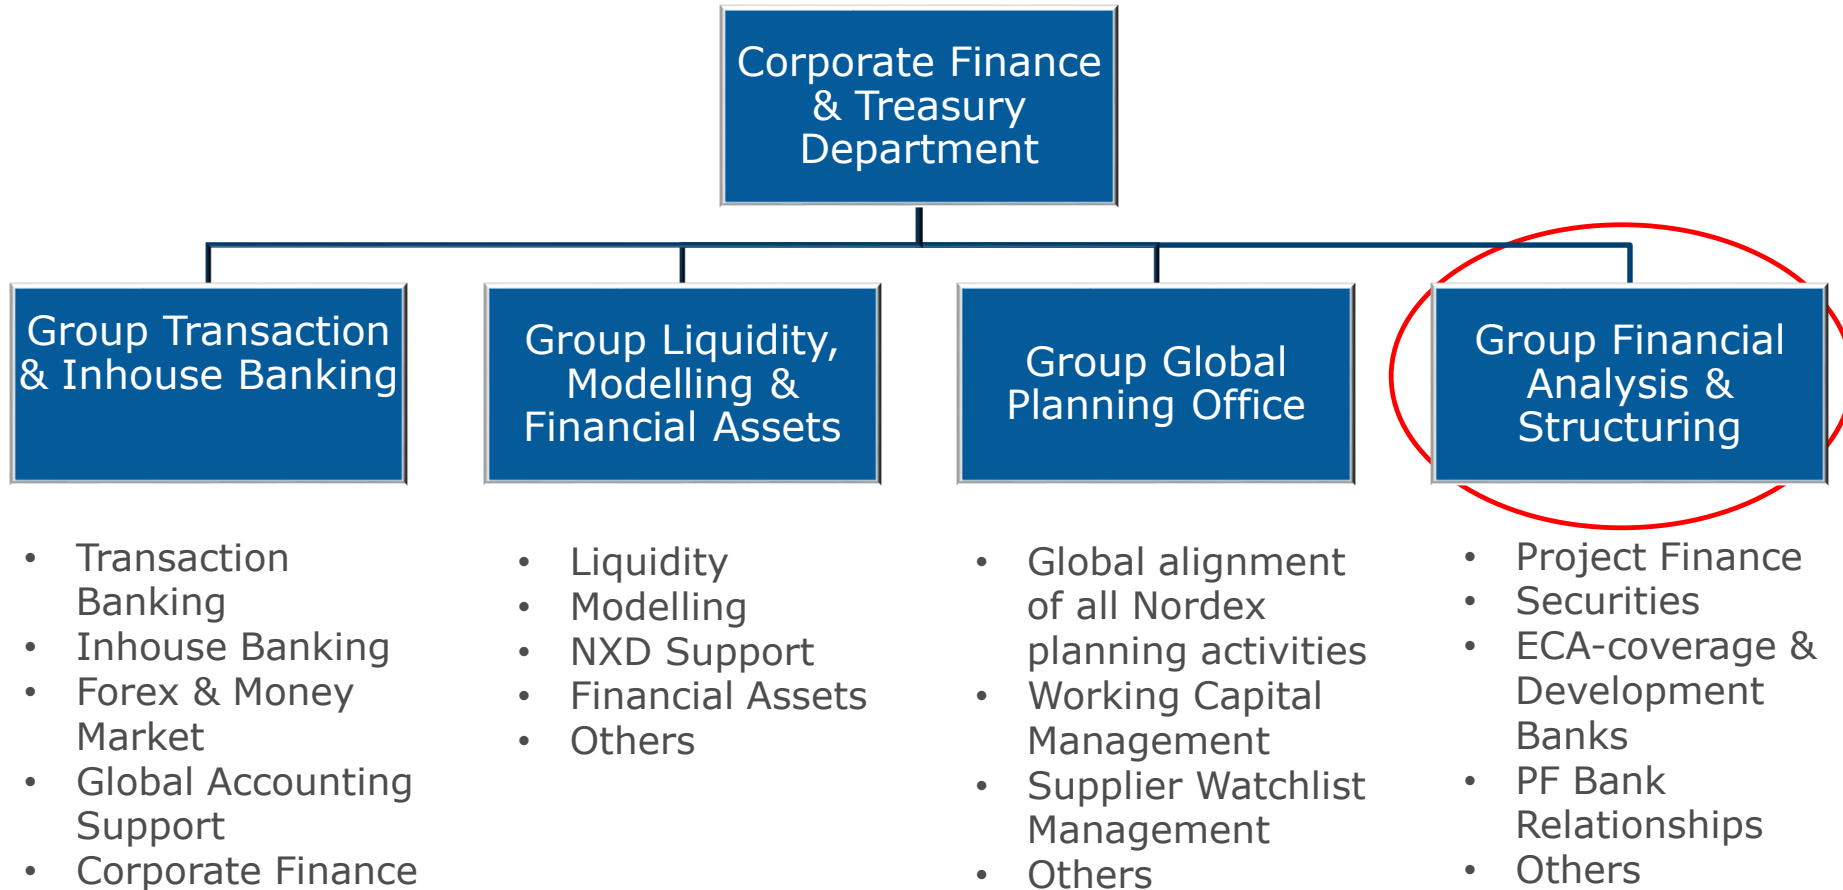 Corporate Finance
& Treasury
Department
Group Transaction
& Inhouse Banking
Group Liquidity,
Modelling &
Financial Assets
Group Global
Planning Office
Group Financial
Analysis &
Structuring
• Transaction
Banking
• Inhouse Banking
• Forex & Money
Market
• Global Accounting
Support
• Corporate Finance
• Liquidity
• Modelling
• NXD Support
• Financial Assets
• Others
• Global alignment
of all Nordex
planning activities
• Working Capital
Management
• Supplier Watchlist
Management
• Others
• Project Finance
• Securities
• ECA-coverage &
Development
Banks
• PF Bank
Relationships
• Others